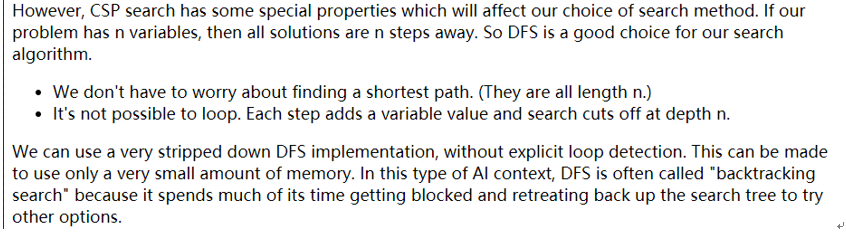 However, CSP search has some special properties which will affect our choice of search method. If our
problem has n variables, then all solutions are n steps away. So DFS is a good choice for our search
algorithm.
• We don't have to worry about finding a shortest path. (They are all length n.)
• It's not possible to loop. Each step adds a variable value and search cuts off at depth n.
We can use a very stripped down DFS implementation, without explicit loop detection. This can be made
to use only a very small amount of memory. In this type of AI context, DFS is often called "backtracking
search" because it spends much of its time getting blocked and retreating back up the search tree to try
other options.